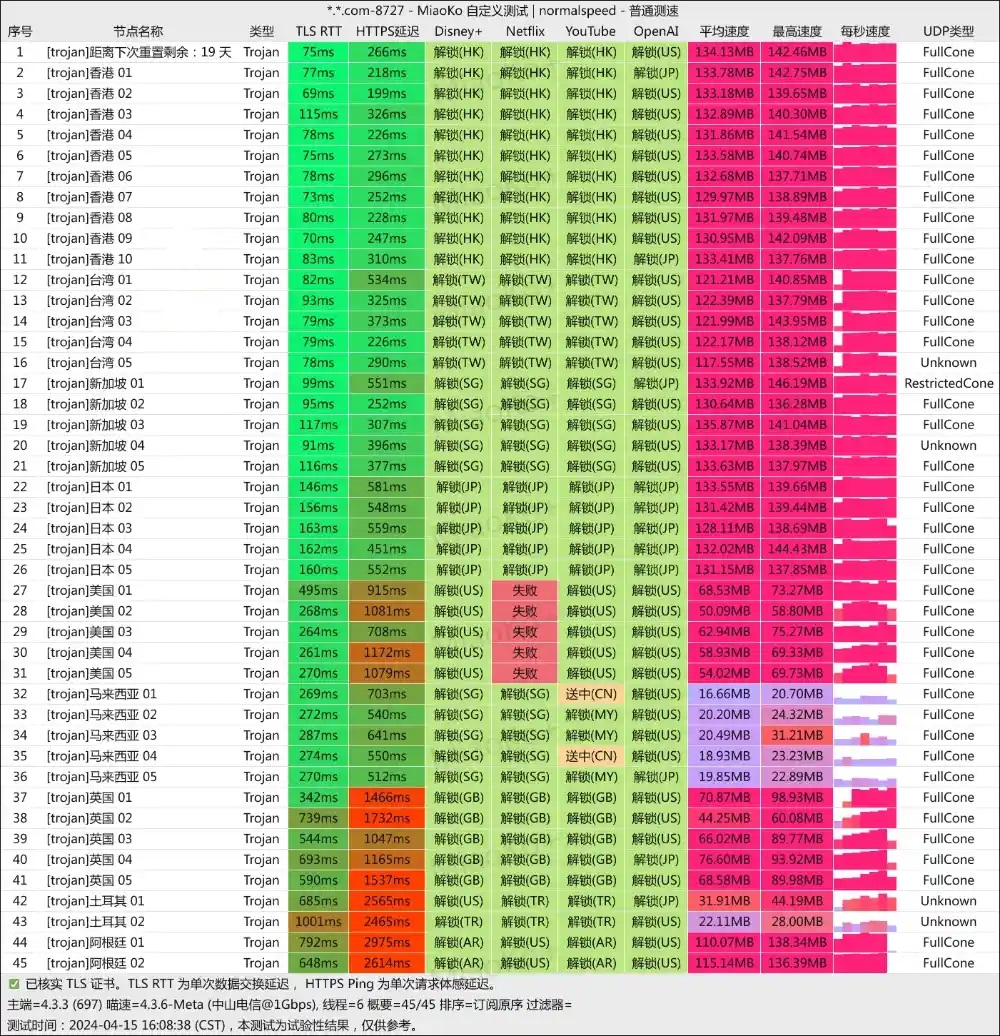 *.*.com-8727 - MiaoKo 自定义测试 | normalspeed - 普通测速
序号 节点名称 类型 TLS RTT HTTPS延迟 Disney+ Netflix YouTube OpenAI 平均速度 最高速度 每秒速度 UDP类型
1 [trojan]距离下次重置剩余：19 天 Trojan 75ms 266ms 解锁(HK) 解锁(HK) 解锁(HK) 解锁(US) 134.13MB 142.46MB FullCone
2 [trojan]香港 01 Trojan 77ms 218ms 解锁(HK) 解锁(HK) 解锁(HK) 解锁(JP) 133.78MB 142.75MB FullCone
3 [trojan]香港 02 Trojan 69ms 199ms 解锁(HK) 解锁(HK) 解锁(HK) 解锁(US) 133.18MB 139.65MB FullCone
4 [trojan]香港 03 Trojan 115ms 326ms 解锁(HK) 解锁(HK) 解锁(HK) 解锁(US) 132.89MB 140.30MB FullCone
5 [trojan]香港 04 Trojan 78ms 226ms 解锁(HK) 解锁(HK) 解锁(HK) 解锁(JP) 131.86MB 141.54MB FullCone
6 [trojan]香港 05 Trojan 75ms 273ms 解锁(HK) 解锁(HK) 解锁(HK) 解锁(US) 133.58MB 140.74MB FullCone
7 [trojan]香港 06 Trojan 78ms 296ms 解锁(HK) 解锁(HK) 解锁(HK) 解锁(US) 132.68MB 137.71MB FullCone
8 [trojan]香港 07 Trojan 73ms 252ms 解锁(HK) 解锁(HK) 解锁(HK) 解锁(US) 129.97MB 138.89MB FullCone
9 [trojan]香港 08 Trojan 80ms 228ms 解锁(HK) 解锁(HK) 解锁(HK) 解锁(US) 131.97MB 139.48MB FullCone
10 [trojan]香港 09 Trojan 70ms 247ms 解锁(HK) 解锁(HK) 解锁(HK) 解锁(US) 130.95MB 142.09MB FullCone
11 [trojan]香港 10 Trojan 83ms 310ms 解锁(HK) 解锁(HK) 解锁(HK) 解锁(JP) 133.41MB 137.76MB FullCone
12 [trojan]台湾 01 Trojan 82ms 534ms 解锁(TW) 解锁(TW) 解锁(TW) 解锁(US) 121.21MB 140.85MB FullCone
13 [trojan]台湾 02 Trojan 93ms 325ms 解锁(TW) 解锁(TW) 解锁(TW) 解锁(US) 122.39MB 137.79MB FullCone
14 [trojan]台湾 03 Trojan 79ms 373ms 解锁(TW) 解锁(TW) 解锁(TW) 解锁(US) 121.99MB 143.95MB FullCone
15 [trojan]台湾 04 Trojan 79ms 226ms 解锁(TW) 解锁(TW) 解锁(TW) 解锁(US) 122.17MB 138.12MB FullCone
16 [trojan]台湾 05 Trojan 78ms 290ms 解锁(TW) 解锁(TW) 解锁(TW) 解锁(US) 117.55MB 138.52MB Unknown
17 [trojan]新加坡 01 Trojan 99ms 551ms 解锁(SG) 解锁(SG) 解锁(SG) 解锁(JP) 133.92MB 146.19MB RestrictedCone
18 [trojan]新加坡 02 Trojan 95ms 252ms 解锁(SG) 解锁(SG) 解锁(SG) 解锁(US) 130.64MB 136.28MB FullCone
19 [trojan]新加坡 03 Trojan 117ms 307ms 解锁(SG) 解锁(SG) 解锁(SG) 解锁(US) 135.87MB 141.04MB FullCone
20 [trojan]新加坡 04 Trojan 91ms 396ms 解锁(SG) 解锁(SG) 解锁(SG) 解锁(US) 133.17MB 138.39MB Unknown
21 [trojan]新加坡 05 Trojan 116ms 377ms 解锁(SG) 解锁(SG) 解锁(SG) 解锁(US) 133.63MB 137.97MB FullCone
22 [trojan]日本 01 Trojan 146ms 581ms 解锁(JP) 解锁(JP) 解锁(JP) 解锁(JP) 133.55MB 139.66MB FullCone
23 [trojan]日本 02 Trojan 156ms 548ms 解锁(JP) 解锁(JP) 解锁(JP) 解锁(JP) 131.42MB 139.44MB FullCone
24 [trojan]日本 03 Trojan 163ms 559ms 解锁(JP) 解锁(JP) 解锁(JP) 解锁(JP) 128.11MB 138.69MB FullCone
25 [trojan]日本 04 Trojan 162ms 451ms 解锁(JP) 解锁(JP) 解锁(JP) 解锁(JP) 132.02MB 144.43MB FullCone
26 [trojan]日本 05 Trojan 160ms 552ms 解锁(JP) 解锁(JP) 解锁(JP) 解锁(JP) 131.15MB 137.85MB FullCone
27 [trojan]美国 01 Trojan 495ms 915ms 解锁(US) 失败 解锁(US) 解锁(US) 68.53MB 73.27MB FullCone
28 [trojan]美国 02 Trojan 268ms 1081ms 解锁(US) 失败 解锁(US) 解锁(US) 50.09MB 58.80MB FullCone
29 [trojan]美国 03 Trojan 264ms 708ms 解锁(US) 失败 解锁(US) 解锁(US) 62.94MB 75.27MB FullCone
30 [trojan]美国 04 Trojan 261ms 1172ms 解锁(US) 失败 解锁(US) 解锁(US) 58.93MB 69.33MB FullCone
31 [trojan]美国 05 Trojan 270ms 1079ms 解锁(US) 失败 解锁(US) 解锁(US) 54.02MB 69.73MB FullCone
32 [trojan]马来西亚 01 Trojan 269ms 703ms 解锁(SG) 解锁(SG) 送中(CN) 解锁(US) 16.66MB 20.70MB FullCone
33 [trojan]马来西亚 02 Trojan 272ms 540ms 解锁(SG) 解锁(SG) 解锁(MY) 解锁(US) 20.20MB 24.32MB FullCone
34 [trojan]马来西亚 03 Trojan 287ms 641ms 解锁(SG) 解锁(SG) 解锁(MY) 解锁(US) 20.49MB 31.21MB FullCone
35 [trojan]马来西亚 04 Trojan 274ms 550ms 解锁(SG) 解锁(SG) 送中(CN) 解锁(US) 18.93MB 23.23MB FullCone
36 [trojan]马来西亚 05 Trojan 270ms 512ms 解锁(SG) 解锁(SG) 解锁(MY) 解锁(JP) 19.85MB 22.89MB FullCone
37 [trojan]英国 01 Trojan 342ms 1466ms 解锁(GB) 解锁(GB) 解锁(GB) 解锁(US) 70.87MB 98.93MB FullCone
38 [trojan]英国 02 Trojan 739ms 1732ms 解锁(GB) 解锁(GB) 解锁(GB) 解锁(US) 44.25MB 60.08MB FullCone
39 [trojan]英国 03 Trojan 544ms 1047ms 解锁(GB) 解锁(GB) 解锁(GB) 解锁(US) 66.02MB 89.77MB FullCone
40 [trojan]英国 04 Trojan 693ms 1165ms 解锁(GB) 解锁(GB) 解锁(GB) 解锁(JP) 76.60MB 93.92MB FullCone
41 [trojan]英国 05 Trojan 590ms 1537ms 解锁(GB) 解锁(GB) 解锁(GB) 解锁(US) 68.58MB 89.98MB FullCone
42 [trojan]土耳其 01 Trojan 685ms 2565ms 解锁(US) 解锁(TR) 解锁(TR) 解锁(US) 31.91MB 44.19MB Unknown
43 [trojan]土耳其 02 Trojan 1001ms 2465ms 解锁(TR) 解锁(TR) 解锁(TR) 解锁(US) 22.11MB 28.00MB Unknown
44 [trojan]阿根廷 01 Trojan 792ms 2975ms 解锁(AR) 解锁(US) 解锁(AR) 解锁(US) 110.07MB 138.34MB FullCone
45 [trojan]阿根廷 02 Trojan 648ms 2614ms 解锁(AR) 解锁(US) 解锁(AR) 解锁(US) 115.14MB 136.39MB FullCone
✅ 已核实 TLS 证书。TLS RTT 为单次数据交换延迟，HTTPS Ping 为单次请求体感延迟。
主端=4.3.3 (697) 喵速=4.3.6-Meta (中山电信@1Gbps), 线程=6 概要=45/45 排序=订阅原序 过滤器=
测试时间：2024-04-15 16:08:38 (CST)，本测试为试验性结果，仅供参考。